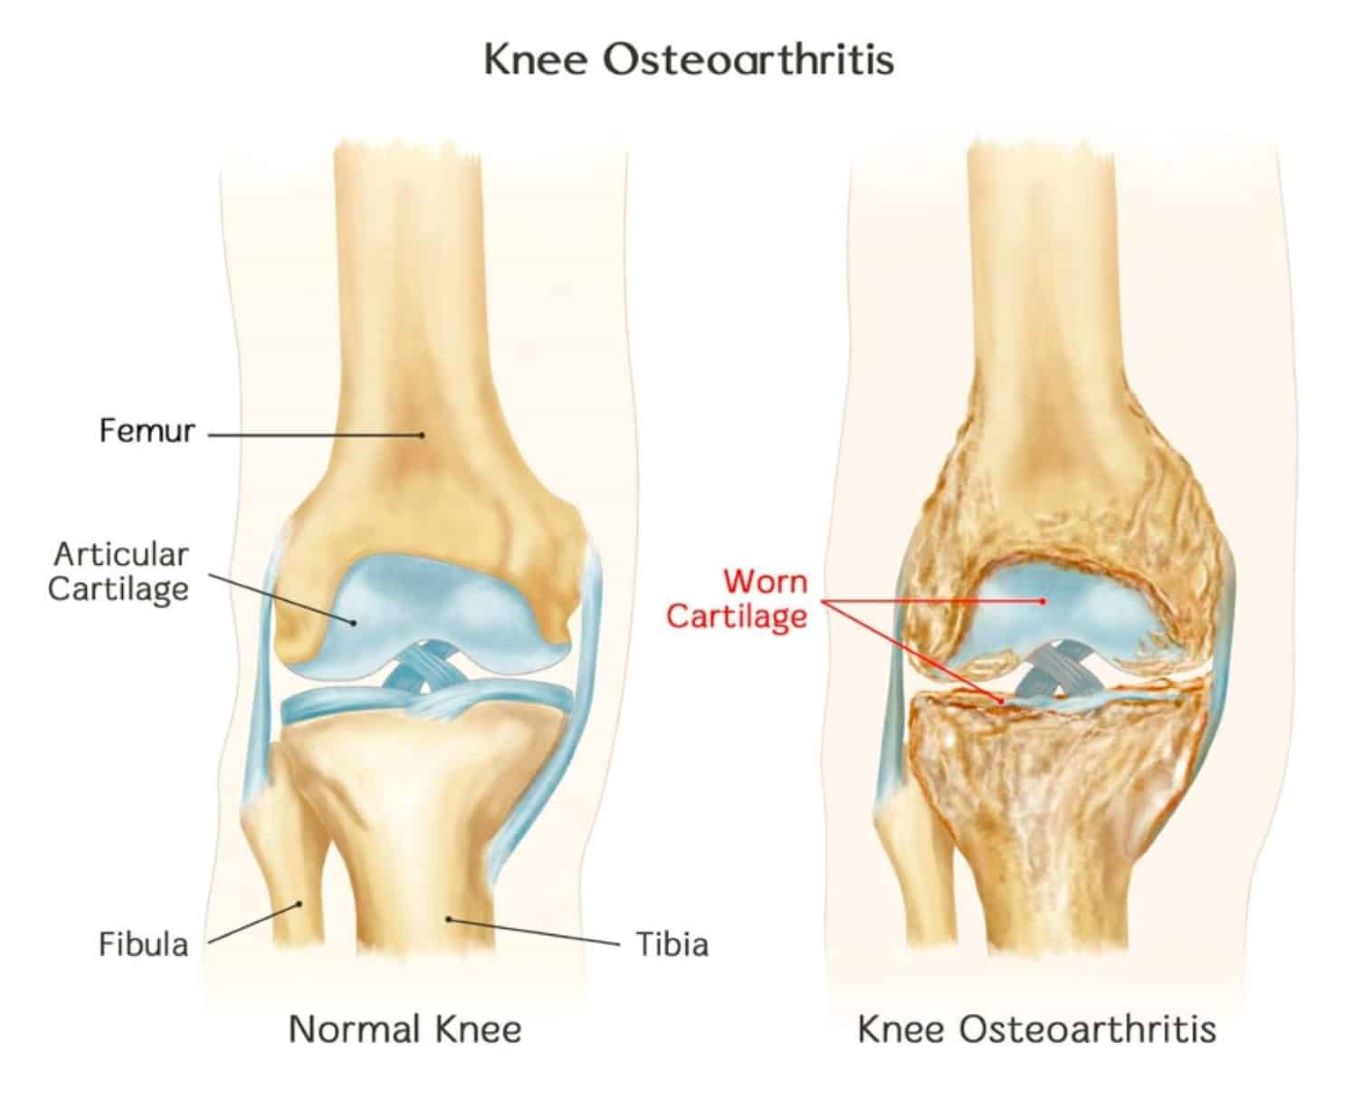 Knee Osteoarthritis
Femur
Articular
Cartilage
Worn
Cartilage
Fibula
Tibia
Normal Knee
Knee Osteoarthritis